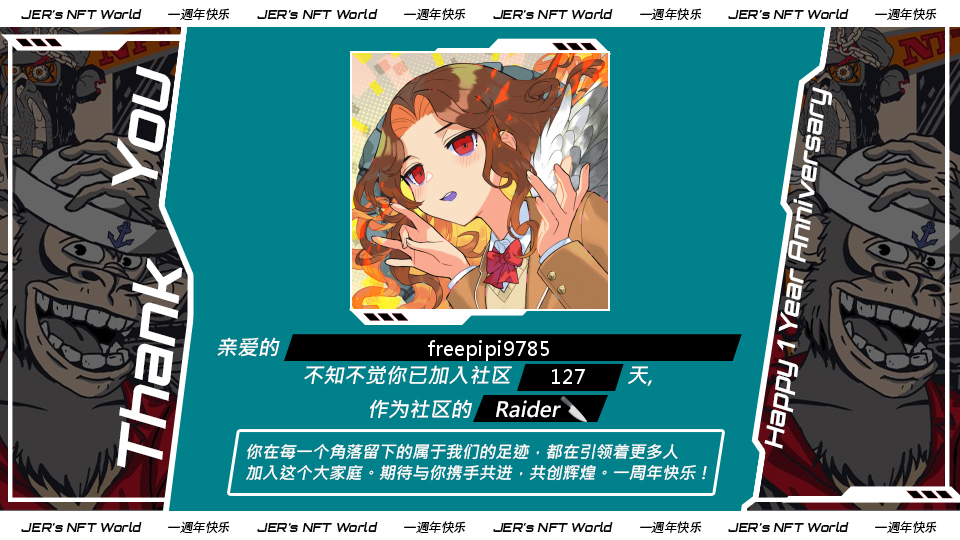 JER's NFT World 一週年快乐 JER's NFT World 一週年快乐 JER's NFT World 一週年快乐 JER's NFT World 一週年快乐
Thank You
亲爱的 freepipi9785
不知不觉你已加入社区 127 天,
作为社区的 Raider🔪
你在每一个角落留下的属于我们的足迹，都在引领着更多人
加入这个大家庭。期待与你携手共进，共创辉煌。一周年快乐！
Happy 1 Year Anniversary
JER's NFT World 一週年快乐 JER's NFT World 一週年快乐 JER's NFT World 一週年快乐 JER's NFT World 一週年快乐